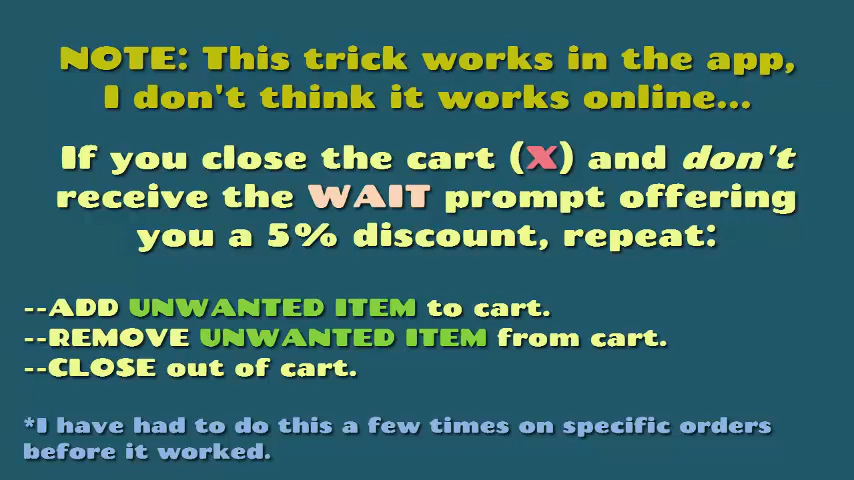 NOTE: This trick works in the app,
I don't think it works online...
If you close the cart (X) and don't
receive the WAIT prompt offering
you a 5% discount, repeat:
--ADD UNWANTED ITEM to cart.
--REMOVE UNWANTED ITEM from cart.
--CLOSE out of cart.
*I have had to do this a few times on specific orders
before it worked.